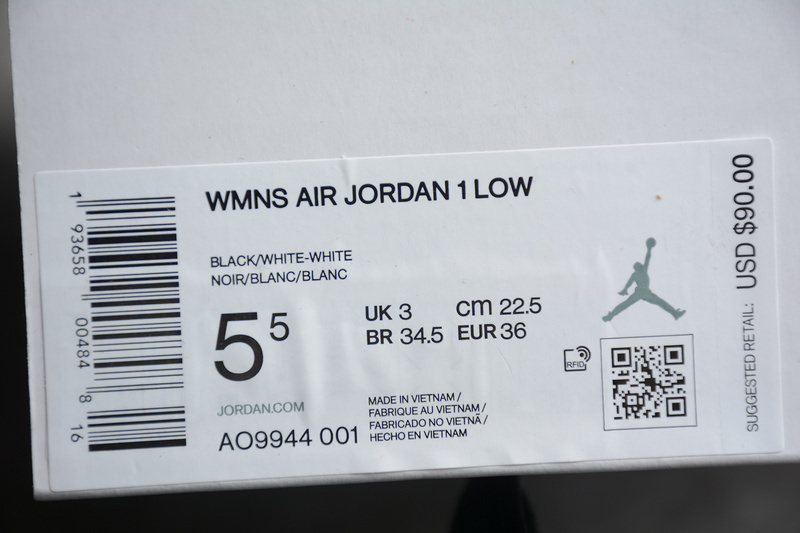 WMNS AIR JORDAN 1 LOW
BLACK/WHITE-WHITE
NOIR/BLANC/BLANC
5 5
UK 3 cm 22.5
BR 34.5 EUR 36
JORDAN.COM
AO9944 001
MADE IN VIETNAM /
FABRIQUE AU VIETNAM /
FABRICADO NO VIETNÃ /
HECHO EN VIETNAM
RFID
SUGGESTED RETAIL: USD $90.00
1 93658 00484 8 16